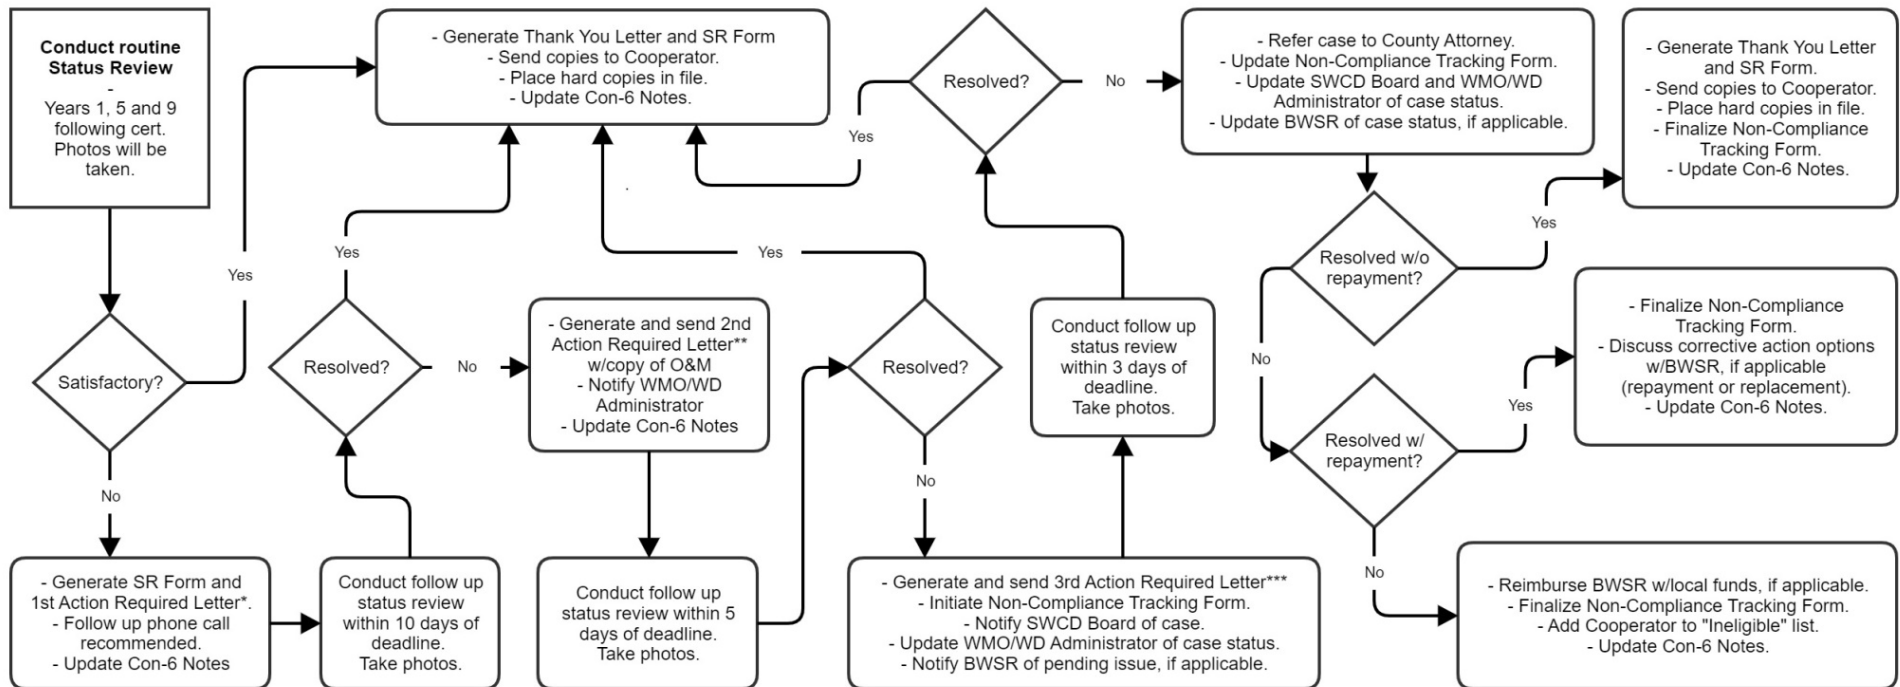 Conduct routine
Status Review
-
Years 1, 5 and 9
following cert.
Photos will be
taken.
Satisfactory?
Yes
No
- Generate SR Form and
1st Action Required Letter*.
- Follow up phone call
recommended.
- Update Con-6 Notes
Conduct follow up
status review
within 10 days of
deadline.
Take photos.
Resolved?
Yes
No
- Generate Thank You Letter and SR Form
- Send copies to Cooperator.
- Place hard copies in file.
- Update Con-6 Notes.
- Generate and send 2nd
Action Required Letter**
w/copy of O&M
- Notify WMO/WD
Administrator
- Update Con-6 Notes
Conduct follow up
status review within 5
days of deadline.
Take photos.
Resolved?
Yes
No
- Generate and send 3rd Action Required Letter***
- Initiate Non-Compliance Tracking Form.
- Notify SWCD Board of case.
- Update WMO/WD Administrator of case status.
- Notify BWSR of pending issue, if applicable.
Conduct follow up
status review
within 3 days of
deadline.
Take photos.
Resolved?
Yes
No
- Refer case to County Attorney.
- Update Non-Compliance Tracking Form.
- Update SWCD Board and WMO/WD
Administrator of case status.
- Update BWSR of case status, if applicable.
Resolved w/o
repayment?
Yes
No
- Generate Thank You Letter
and SR Form.
- Send copies to Cooperator.
- Place hard copies in file.
- Finalize Non-Compliance
Tracking Form.
- Update Con-6 Notes.
Resolved w/
repayment?
Yes
No
- Finalize Non-Compliance
Tracking Form.
- Discuss corrective action options
w/BWSR, if applicable
(repayment or replacement).
- Update Con-6 Notes.
- Reimburse BWSR w/local funds, if applicable.
- Finalize Non-Compliance Tracking Form.
- Add Cooperator to "Ineligible" list.
- Update Con-6 Notes.